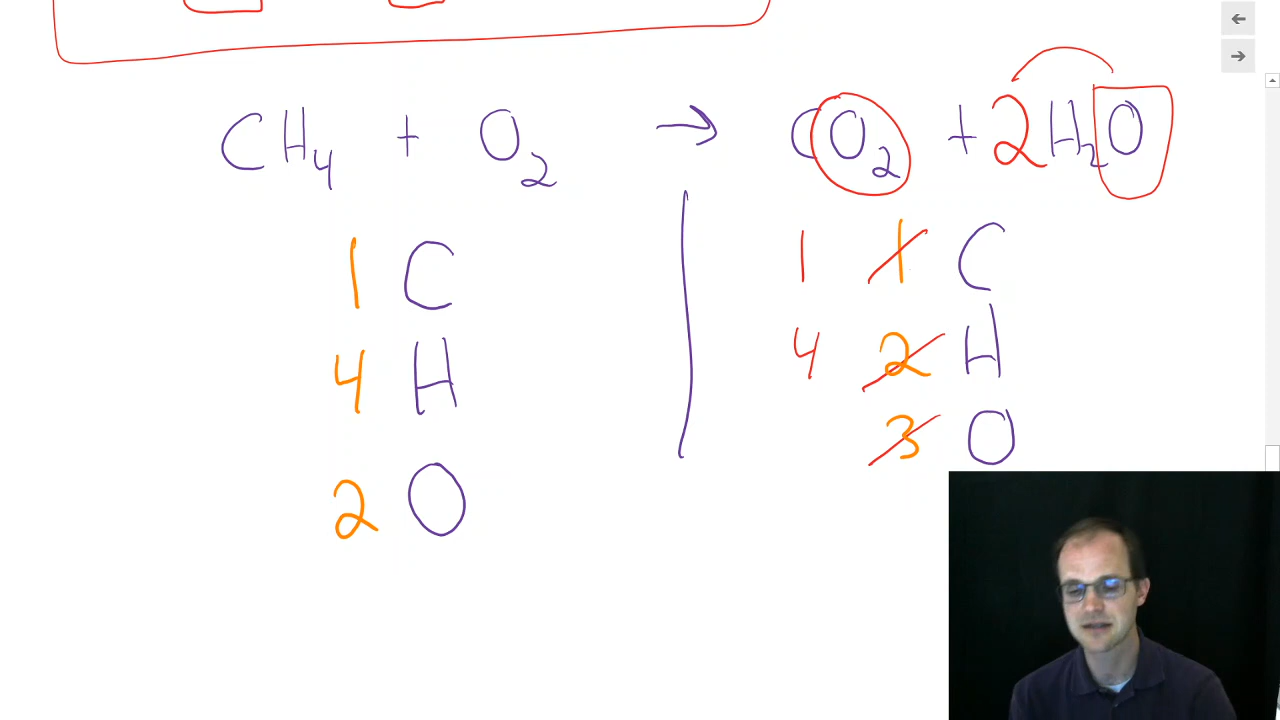 CH₄ + O₂ → CO₂ + 2H₂O
1 C 1 1 C
4 H 4 2 H
2 O 3 O